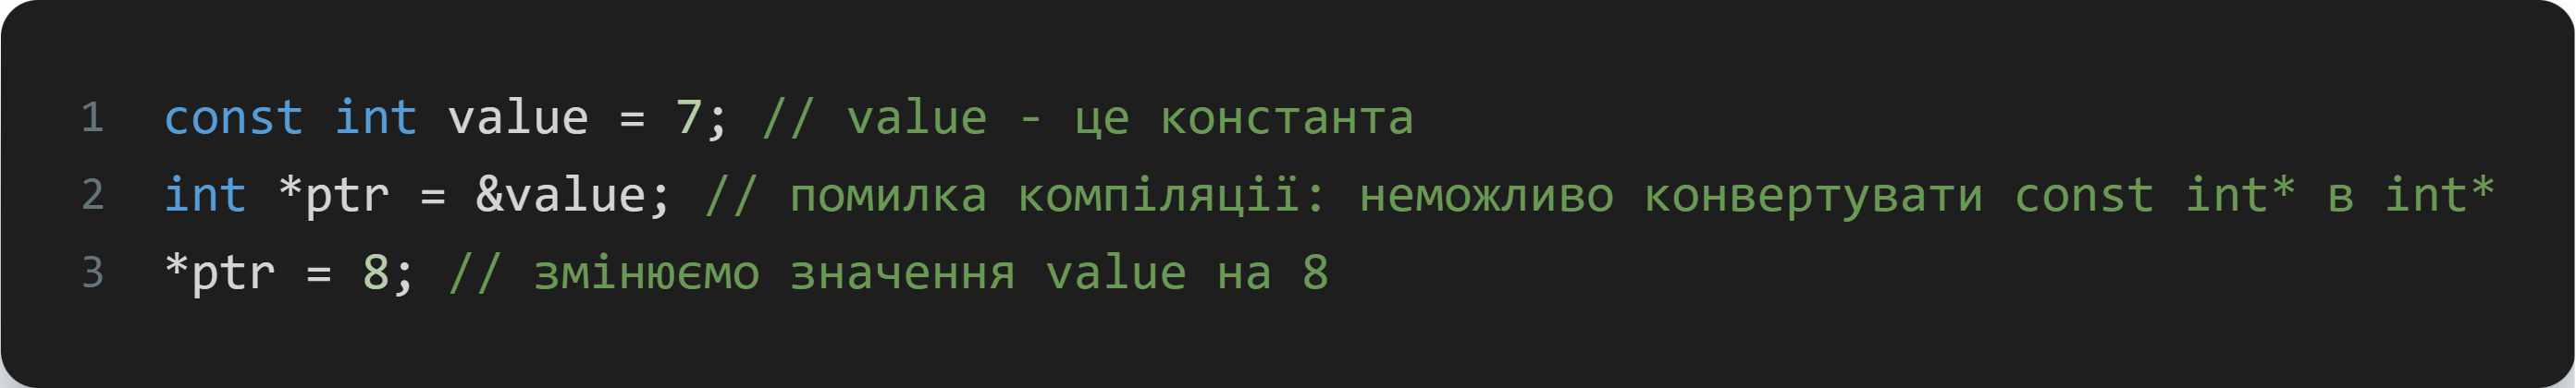 1 const int value = 7; // value - це константа
2 int *ptr = &value; // помилка компіляції: неможливо конвертувати const int* в int*
3 *ptr = 8; // змінюємо значення value на 8